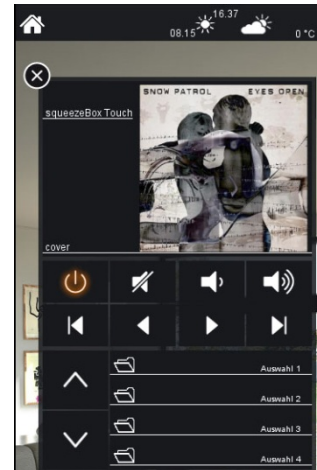 16.37
08.15
0 °C
SNOW PATROL EYES OPEN
squeezeBox Touch
cover
Auswahl 1
Auswahl 2
Auswahl 3
Auswahl 4